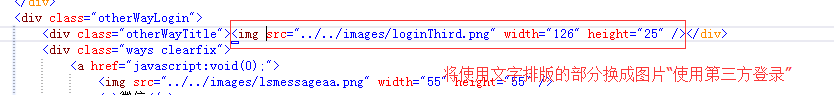 </div>
<div class="otherWayLogin">
<div class="otherWayTitle"><img src="../../images/loginThird.png" width="126" height="25" /></div>
<div class="ways clearfix">
<a href="javascript:void(0);">
将使用文字排版的部分换成图片“使用第三方登录”
<img src="../../images/lsmessageaa.png" width="55" height="55" />